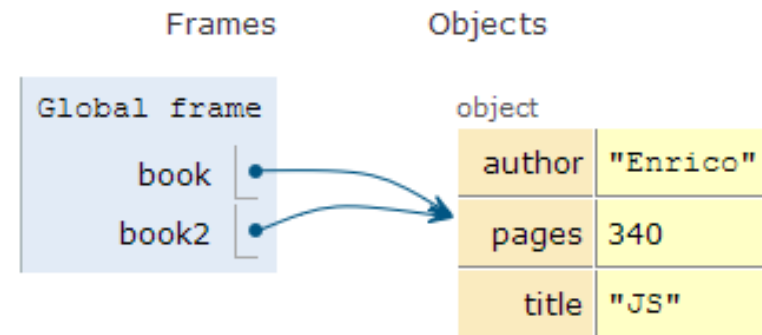 Frames Objects
Global frame
object
book
author "Enrico"
book2
pages 340
title "JS"